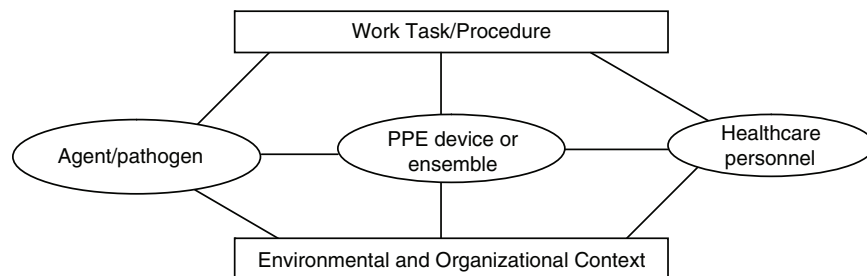 Work Task/Procedure
Agent/pathogen
PPE device or
ensemble
Healthcare
personnel
Environmental and Organizational Context